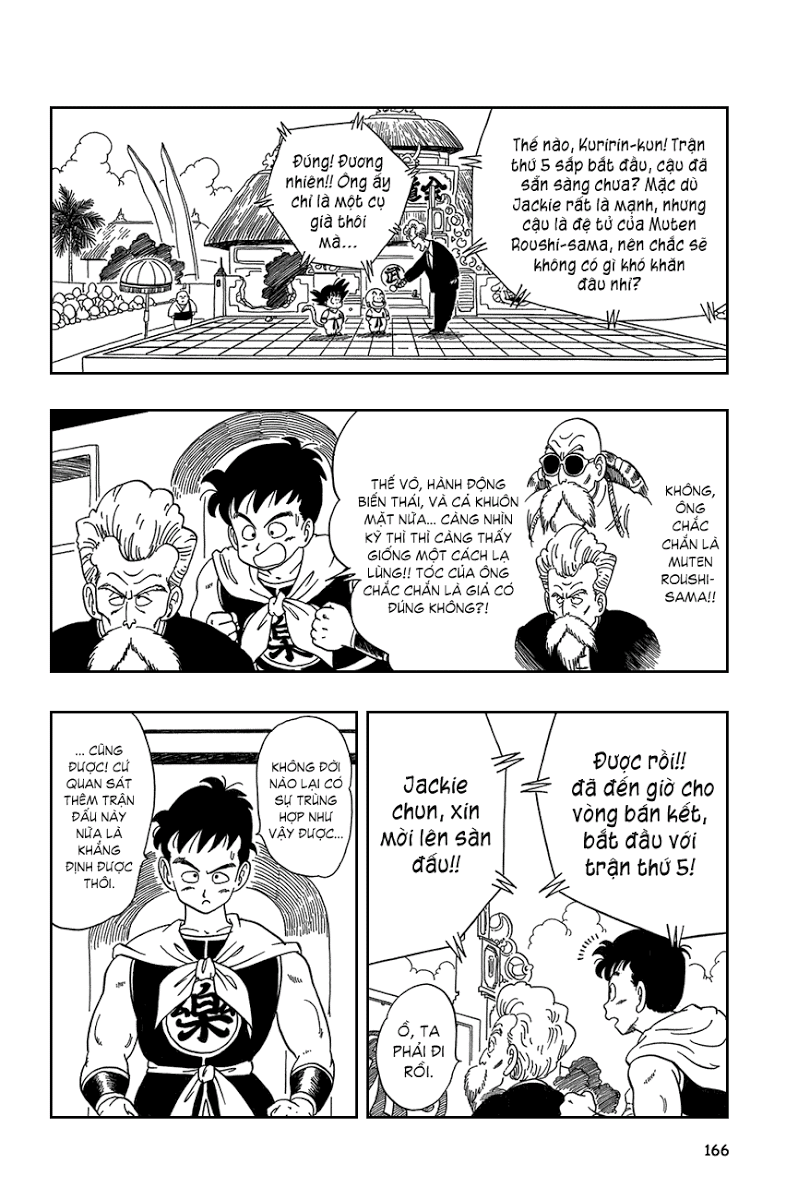 Thế nào, Kuririn-kun! Trận
thứ 5 sắp bắt đầu, cậu đã
sẵn sàng chưa? Mặc dù
Jackie rất là mạnh, nhưng
cậu là đệ tử của Muten
Roushi-sama, nên chắc sẽ
không có gì khó khăn
đâu nhỉ?
Đúng! Đương
nhiên!! Ông ấy
chỉ là một cụ
già thôi
mà...
武
KHÔNG,
ÔNG
CHẮC
CHẮN LÀ
MUTEN
ROUSHI-
SAMA!!
THẾ VÕ, HÀNH ĐỘNG
BIẾN THÁI, VÀ CẢ KHUÔN
MẶT NỮA... CÀNG NHÌN
KỸ THÌ THÌ CÀNG THẤY
GIỐNG MỘT CÁCH LẠ
LÙNG!! TÓC CỦA ÔNG
CHẮC CHẮN LÀ GIẢ CÓ
ĐÚNG KHÔNG?!
樂
Được rồi!!
đã đến giờ cho
vòng bán kết,
bắt đầu với
trận thứ 5!
Jackie
chun, xin
mời lên sàn
đấu!!
Ồ, TA
PHẢI ĐI
RỒI.
KHÔNG ĐỜI
NÀO LẠI CÓ
SỰ TRÙNG
HỢP NHƯ
VẬY ĐƯỢC...
... CŨNG
ĐƯỢC! CỨ
QUAN SÁT
THÊM TRẬN
ĐẤU NÀY
NỮA LÀ
KHẲNG
ĐỊNH ĐƯỢC
THÔI.
樂
166